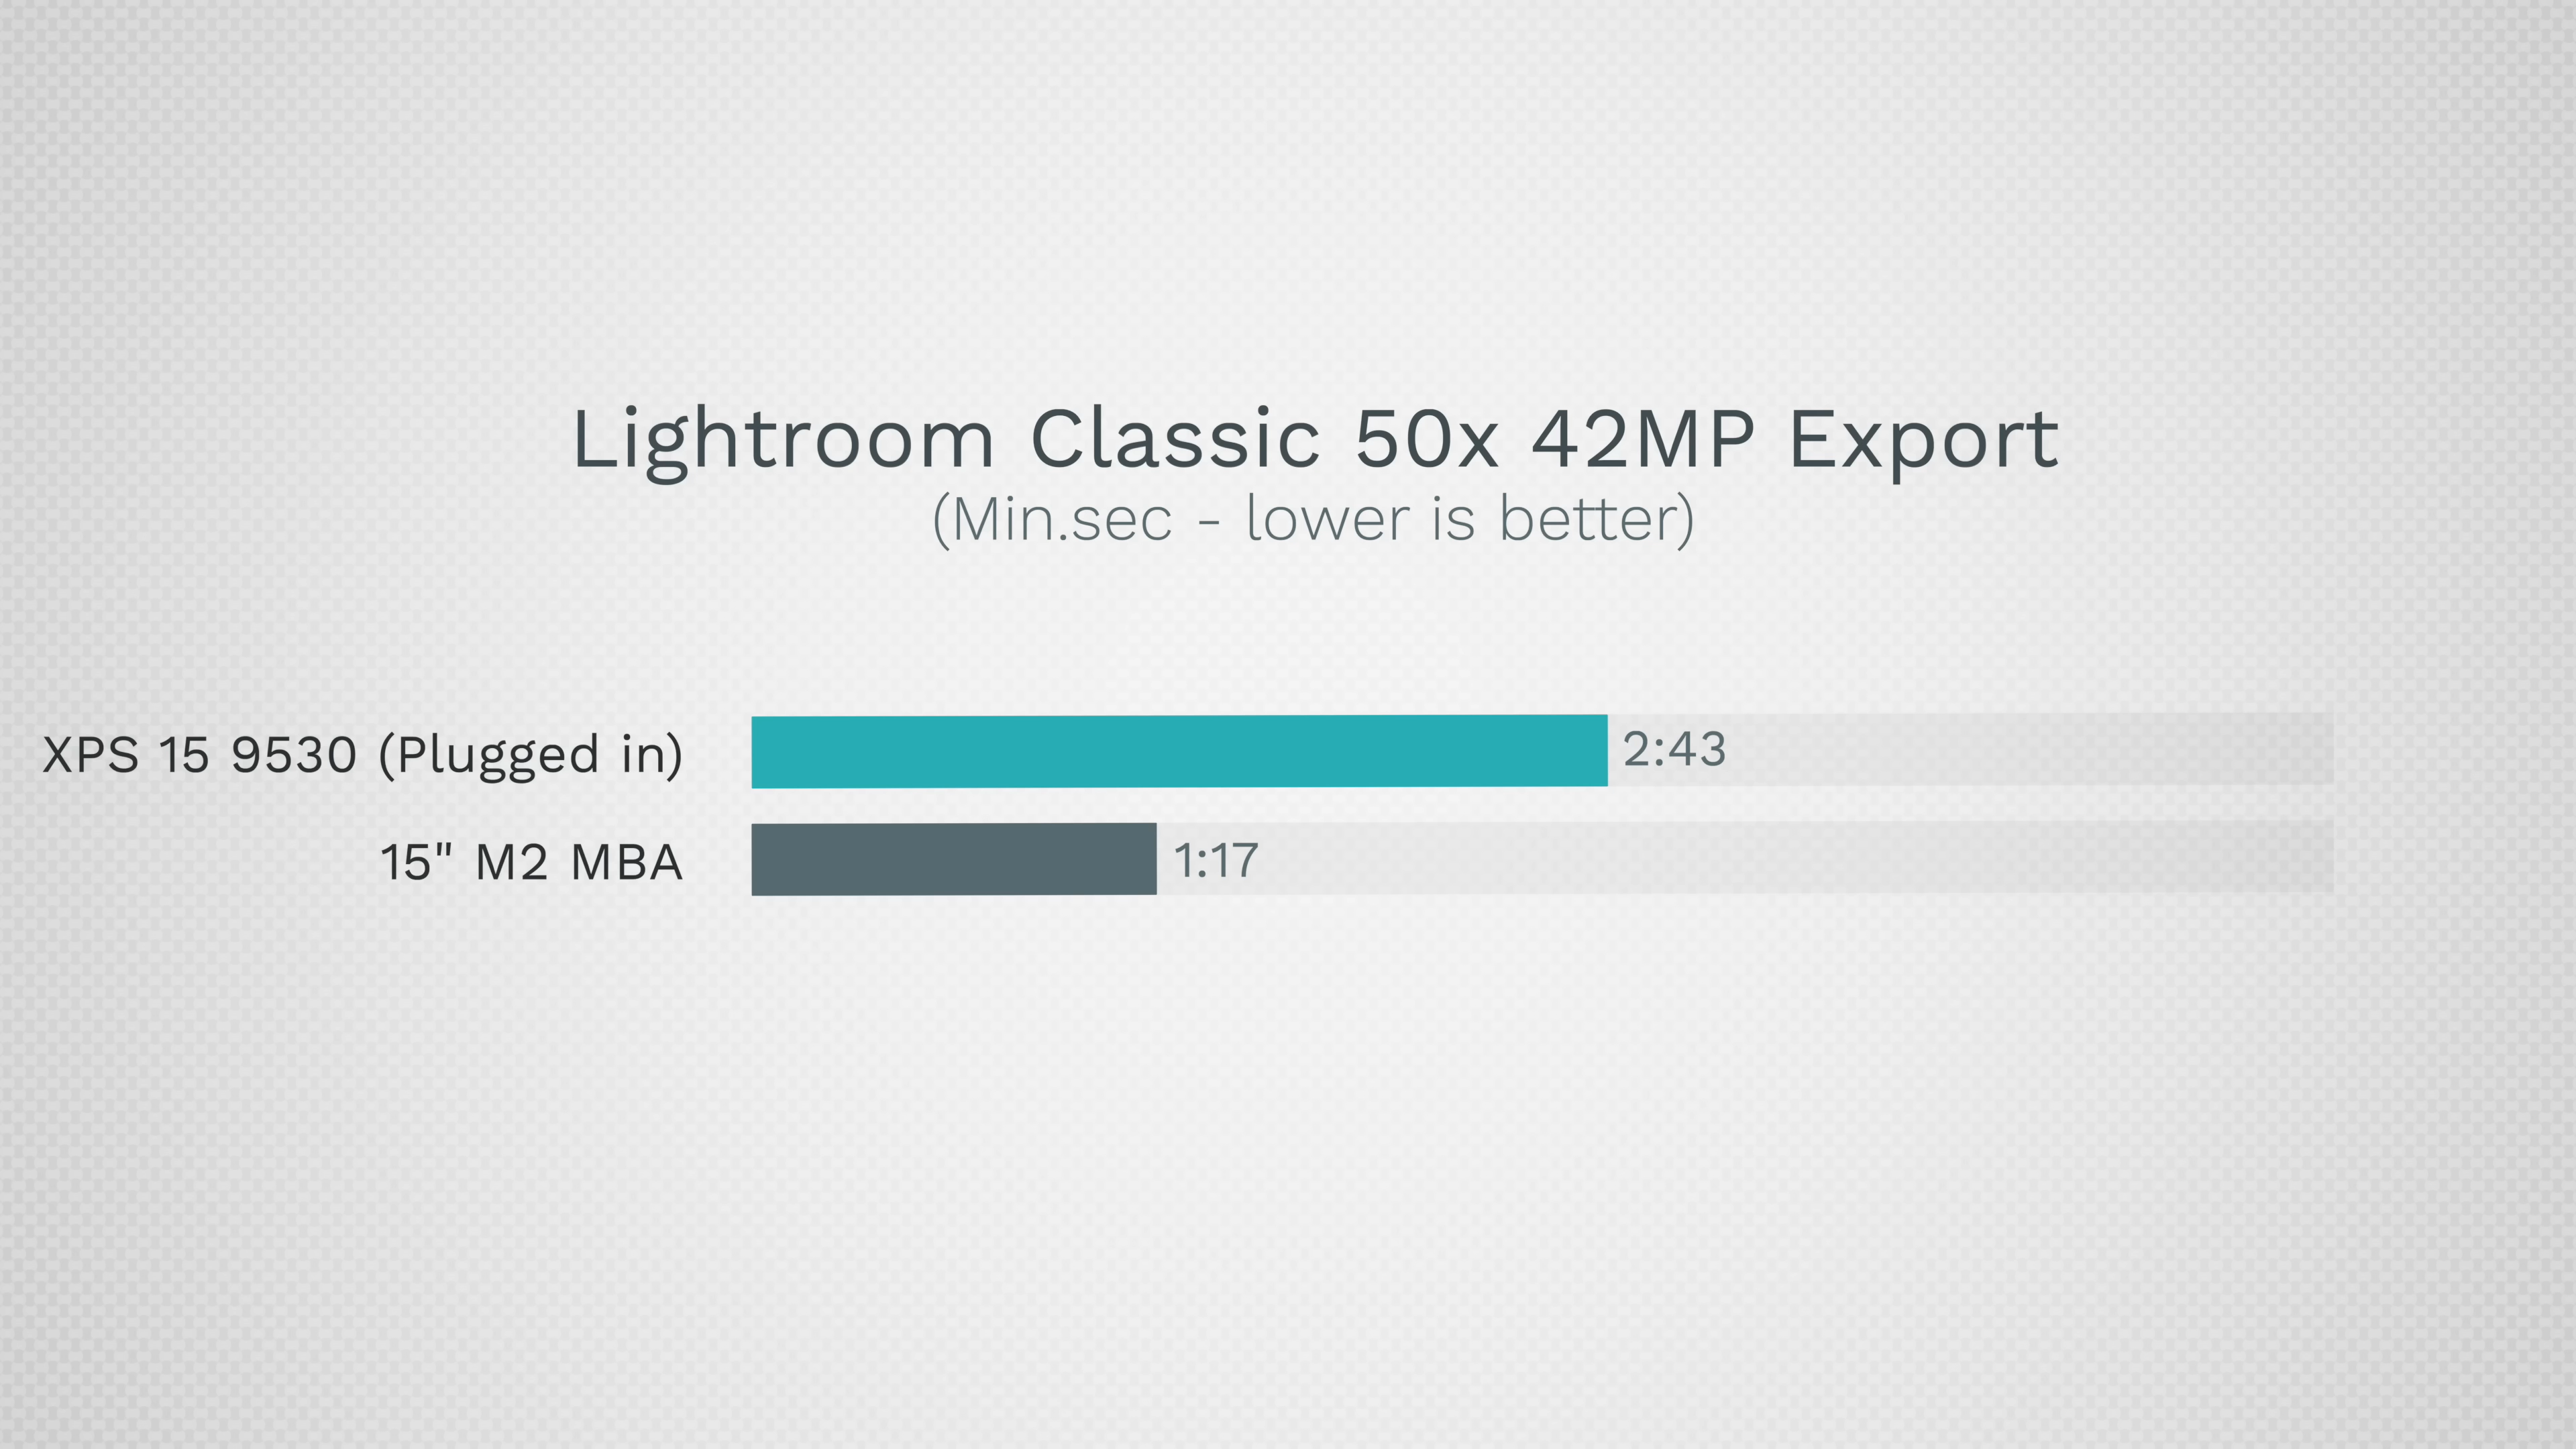 Lightroom Classic 50x 42MP Export
(Min.sec - lower is better)
XPS 15 9530 (Plugged in) 2:43
15" M2 MBA 1:17